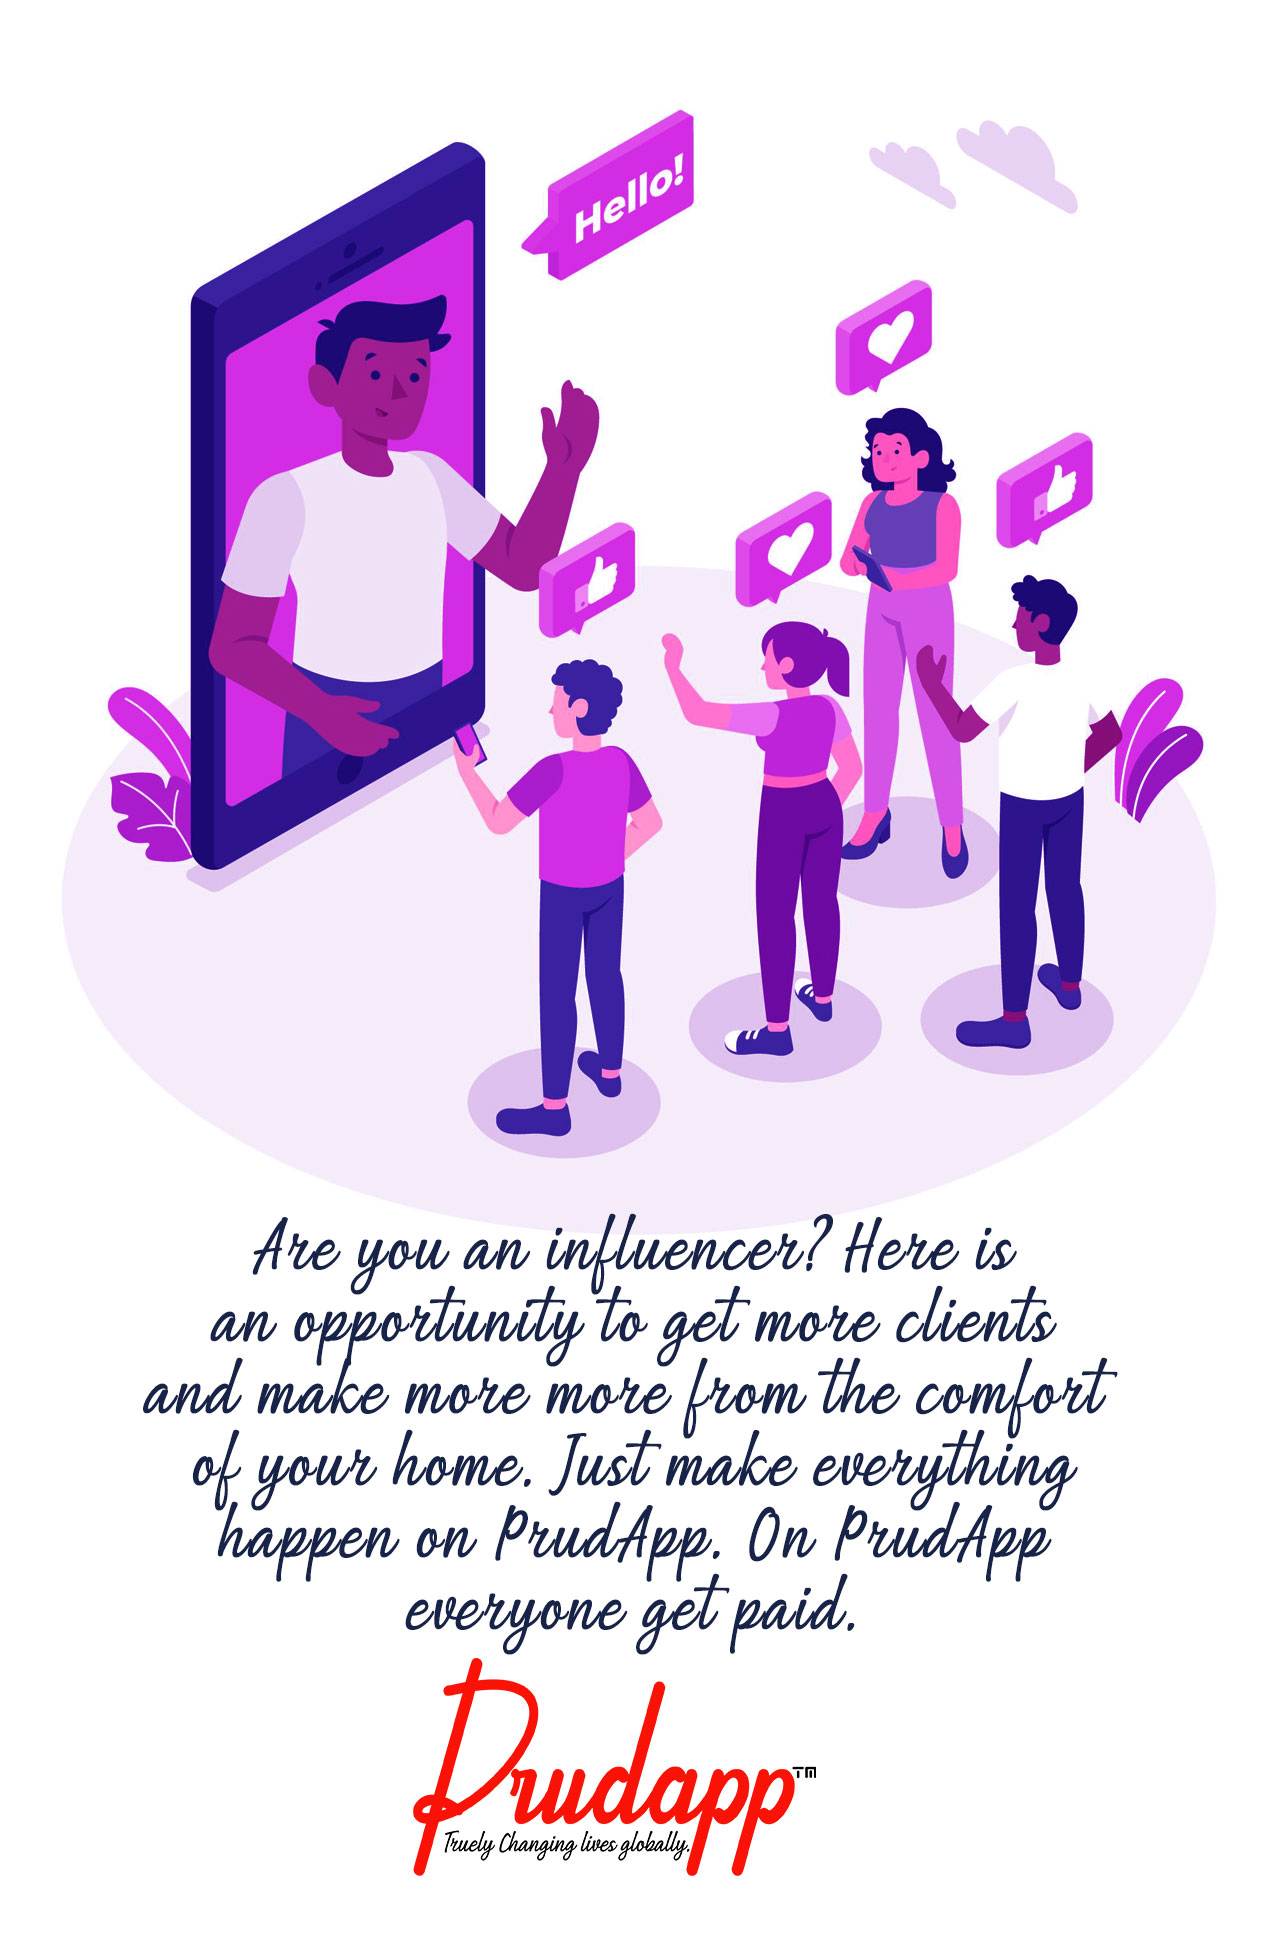 Hello!
Are you an influencer? Here is
an opportunity to get more clients
and make more more from the comfort
of your home. Just make everything
happen on PrudApp. On PrudApp
everyone get paid.
Prudapp™
Truely Changing lives globally.